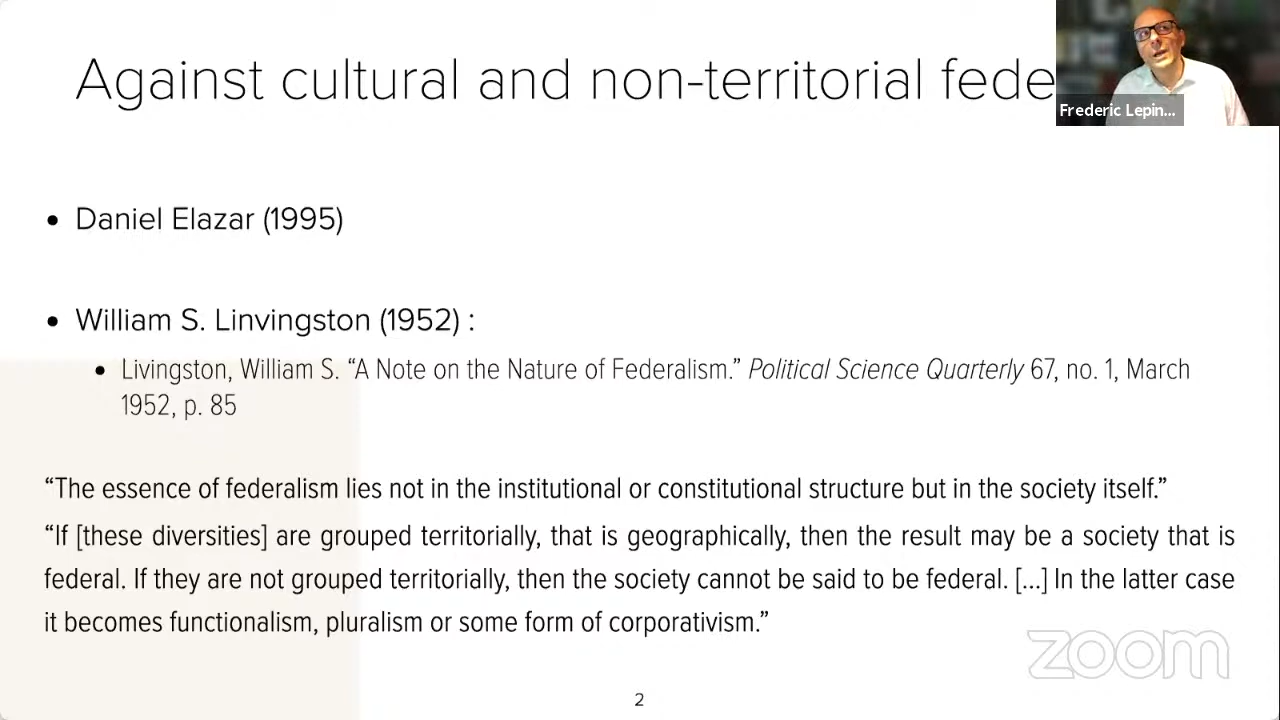 Against cultural and non-territorial fede
Frederic Lepin...
• Daniel Elazar (1995)
• William S. Linvingston (1952) :
• Livingston, William S. “A Note on the Nature of Federalism.” Political Science Quarterly 67, no. 1, March
1952, p. 85
“The essence of federalism lies not in the institutional or constitutional structure but in the society itself.”
“If [these diversities] are grouped territorially, that is geographically, then the result may be a society that is
federal. If they are not grouped territorially, then the society cannot be said to be federal. [...] In the latter case
it becomes functionalism, pluralism or some form of corporativism.”
zoom
2